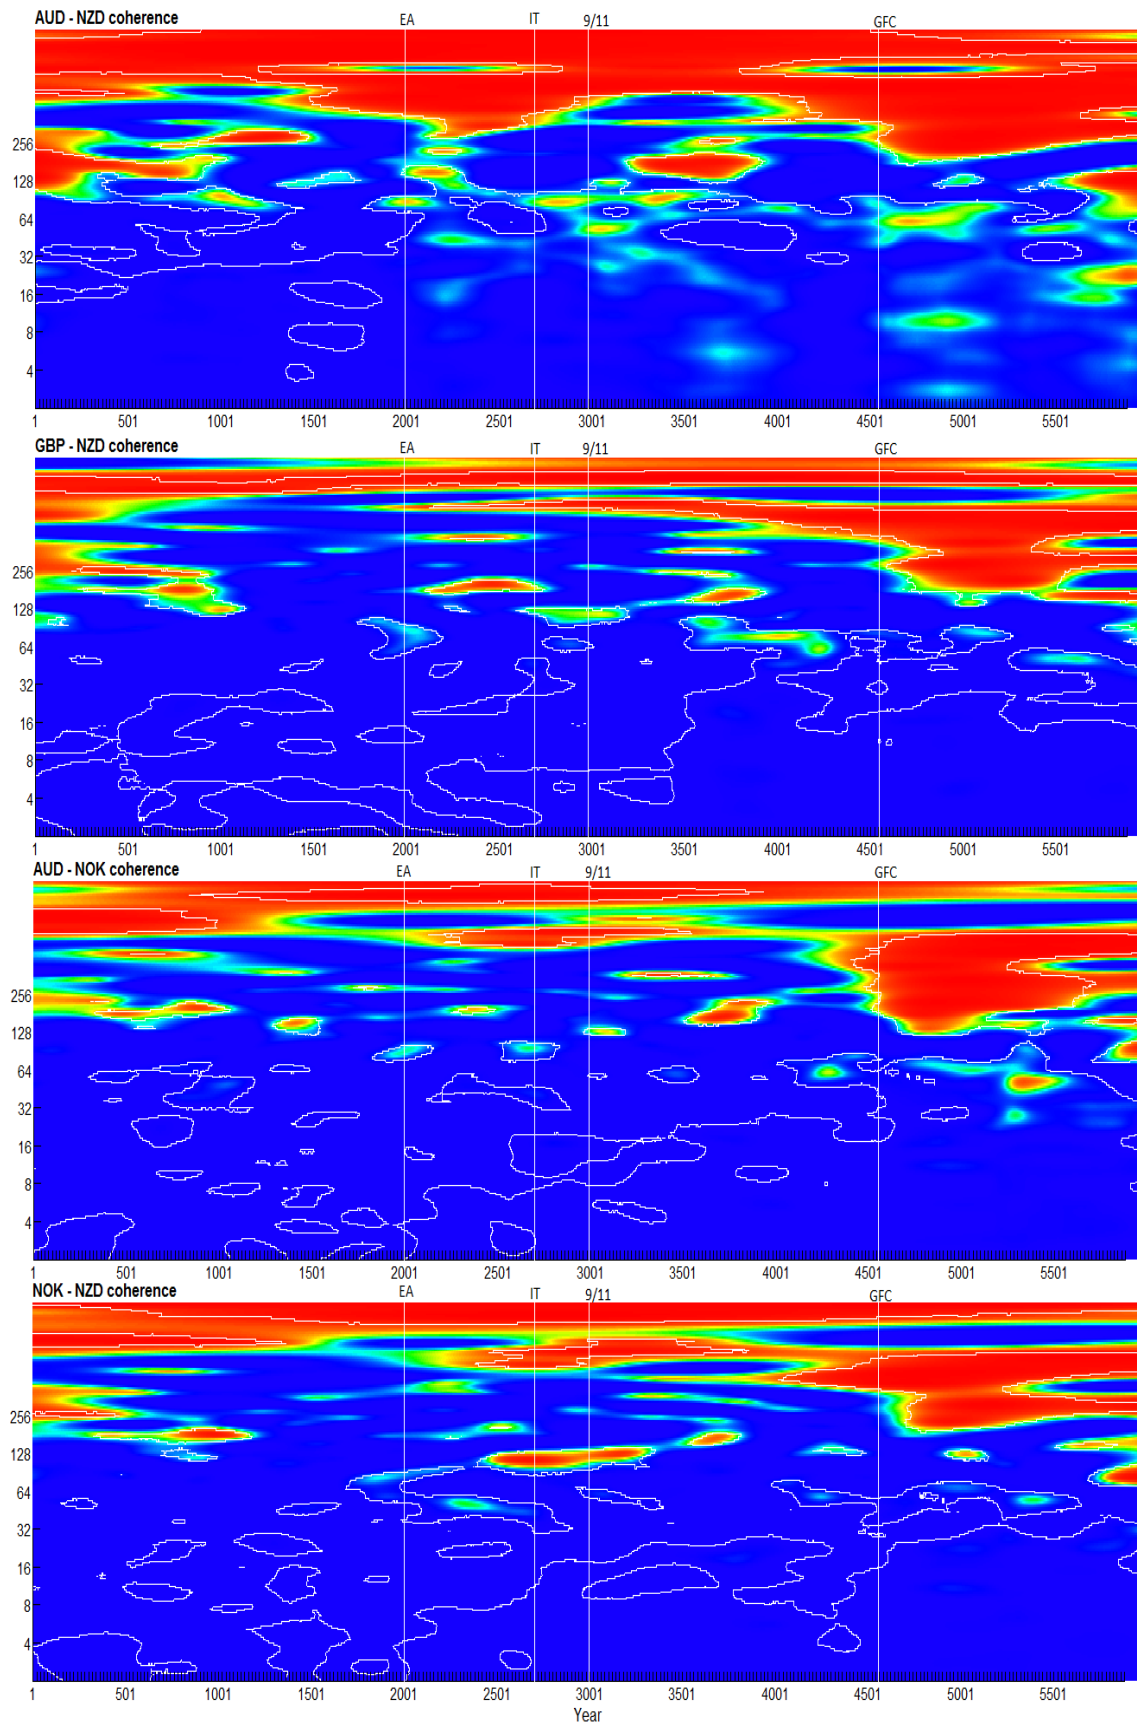 AUD - NZD coherence
EA IT 9/11 GFC
256
128
64
32
16
8
4
1 501 1001 1501 2001 2501 3001 3501 4001 4501 5001 5501
GBP - NZD coherence
EA IT 9/11 GFC
256
128
64
32
16
8
4
1 501 1001 1501 2001 2501 3001 3501 4001 4501 5001 5501
AUD - NOK coherence
EA IT 9/11 GFC
256
128
64
32
16
8
4
1 501 1001 1501 2001 2501 3001 3501 4001 4501 5001 5501
NOK - NZD coherence
EA IT 9/11 GFC
256
128
64
32
16
8
4
1 501 1001 1501 2001 2501 3001 3501 4001 4501 5001 5501
Year